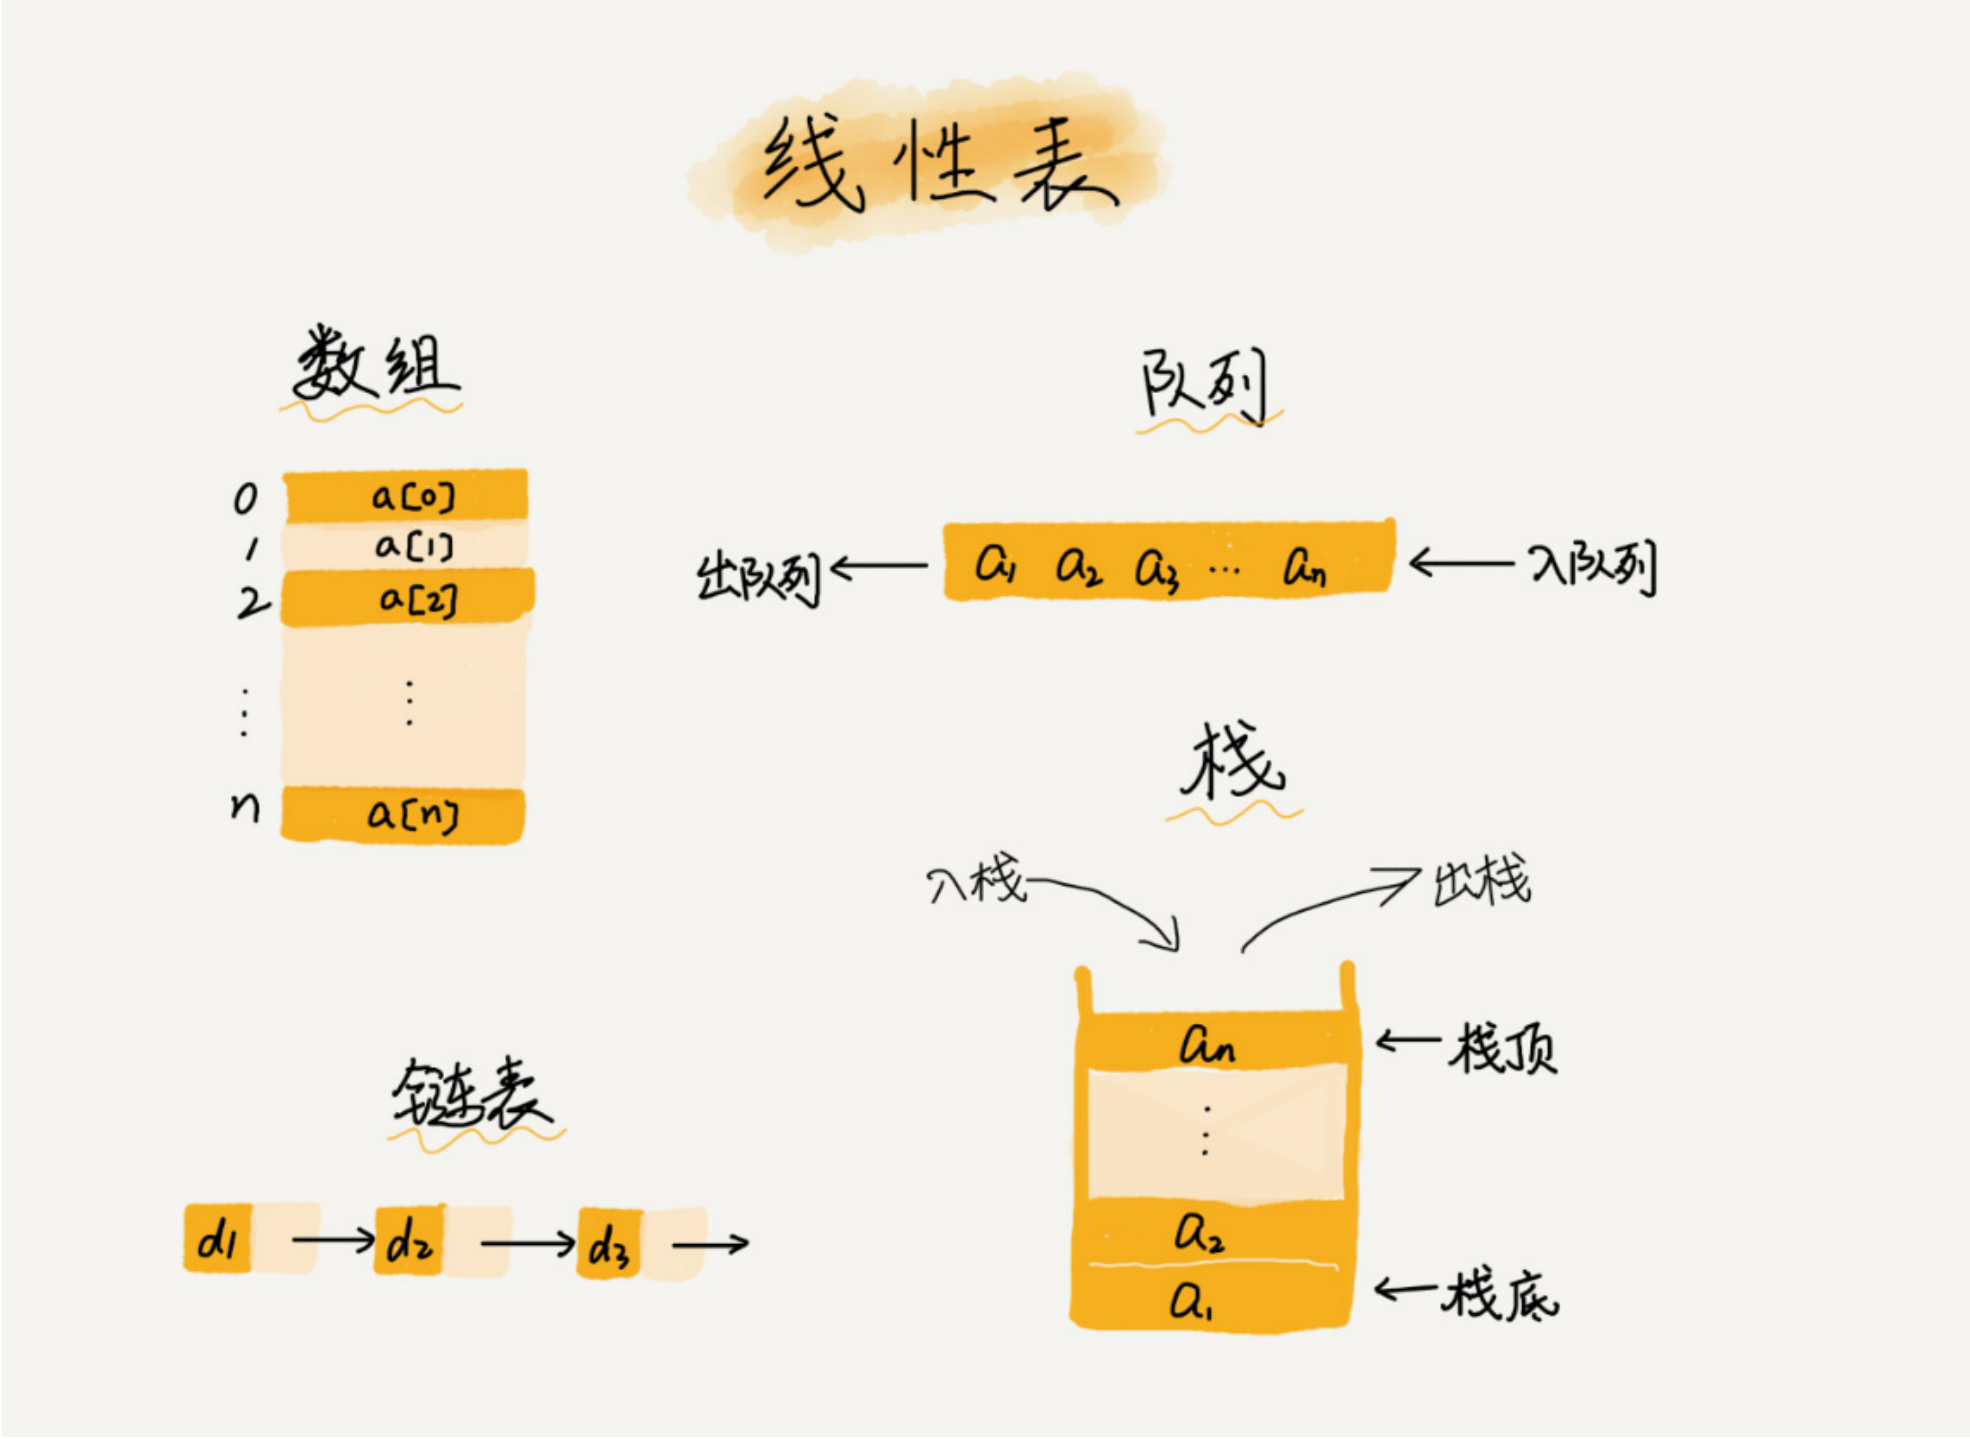 线性表
数组
0 a[0]
1 a[1]
2 a[2]
⋮ ⋮
n a[n]
链表
d1 d2 d3
队列
出队列 a1 a2 a3 … an 入队列
栈
入栈 出栈
an 栈顶
⋮
a2
a1 栈底